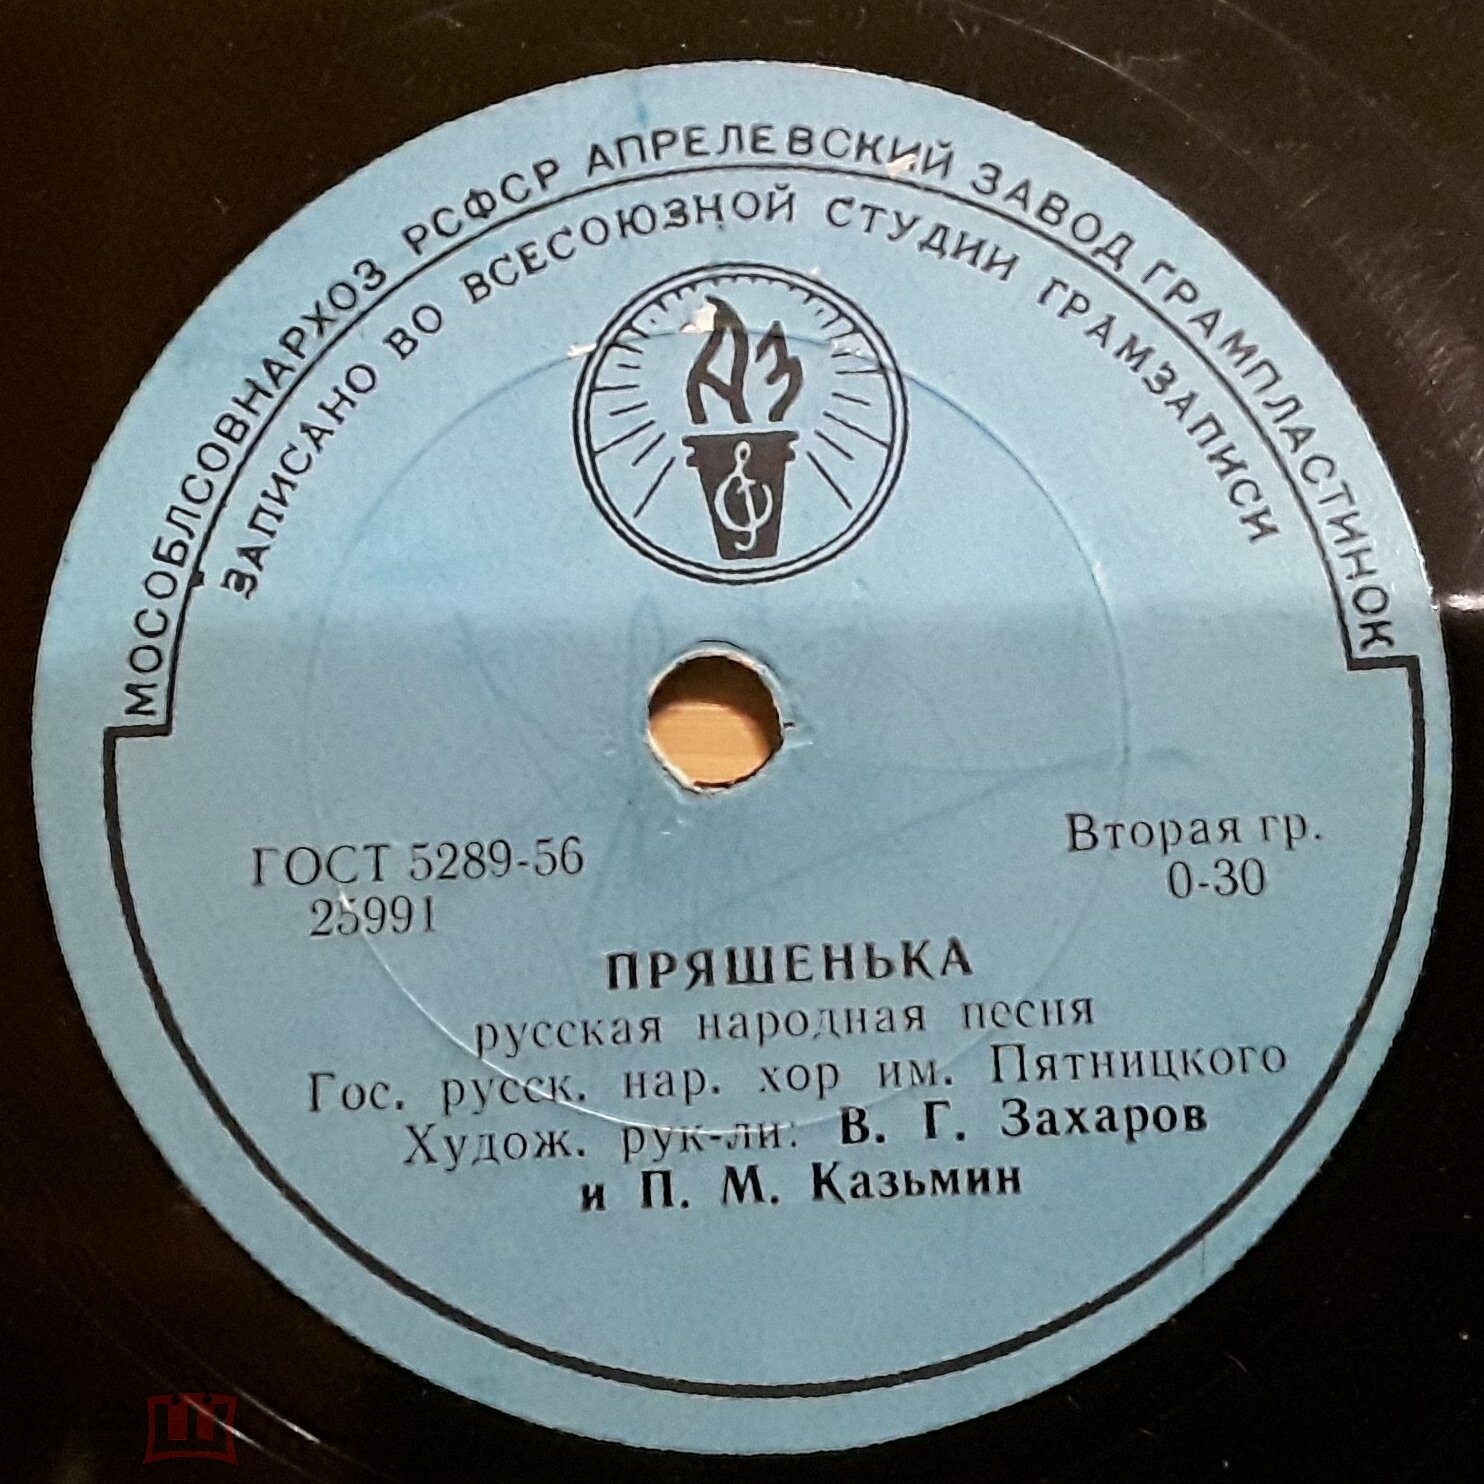 МОСОБЛСОВНАРХОЗ РСФСР АПРЕЛЕВСКИЙ ЗАВОД ГРАМПЛАСТИНОК
ЗАПИСАНО ВО ВСЕСОЮЗНОЙ СТУДИИ ГРАМЗАПИСИ
АЗ
ГОСТ 5289-56
25991
Вторая гр.
0-30
ПРЯШЕНЬКА
русская народная песня
Гос. русск. нар. хор им. Пятницкого
Худож. рук-ли: В. Г. Захаров
и П. М. Казьмин